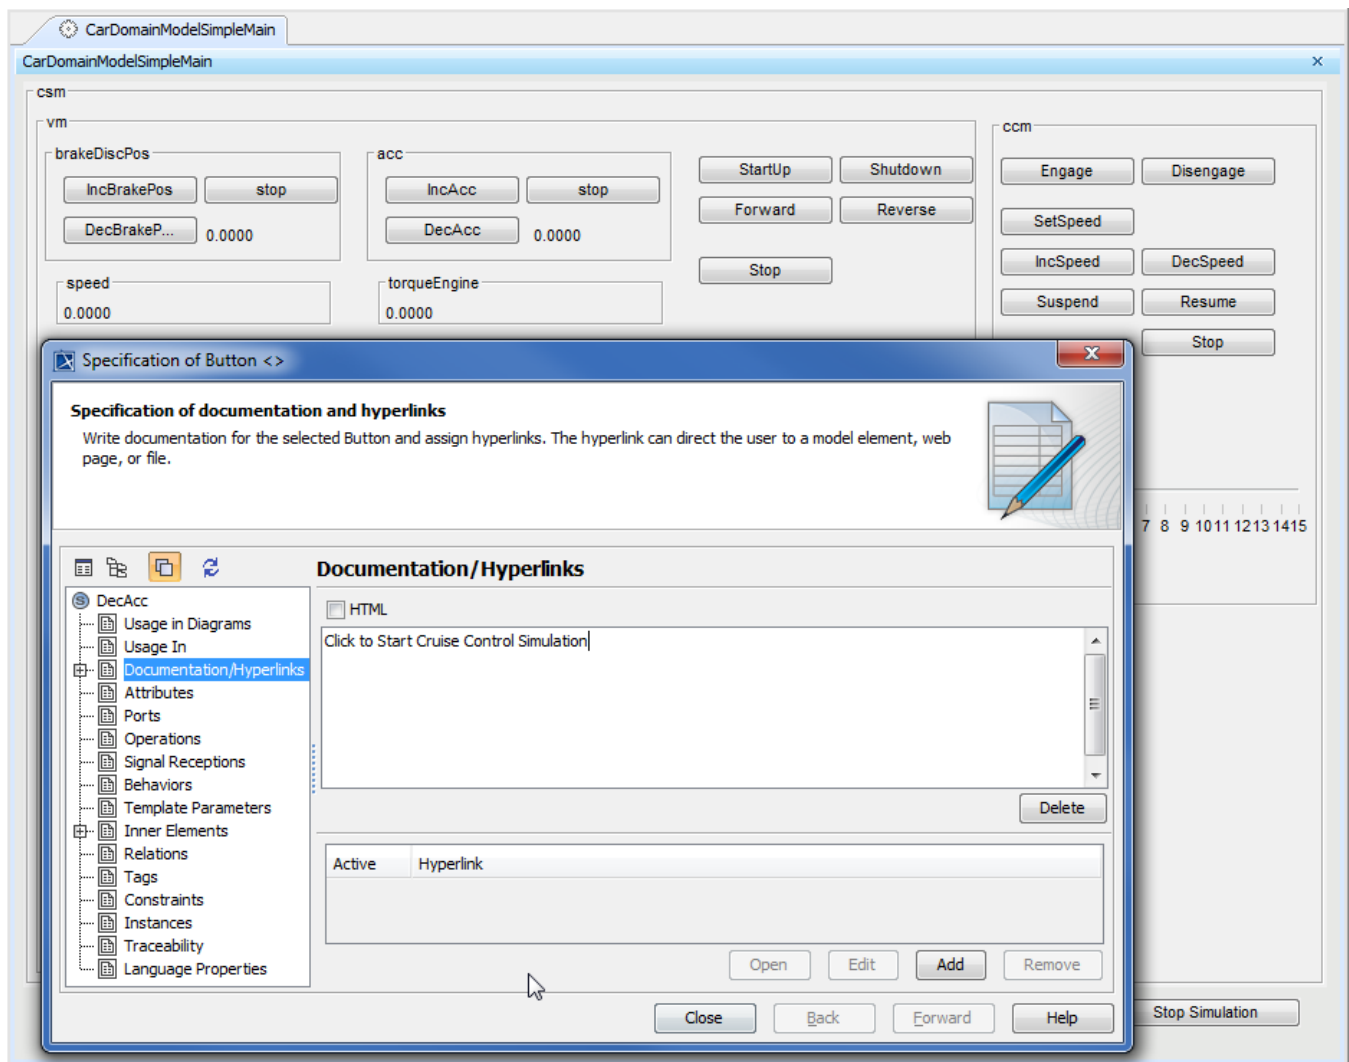 CarDomainModelSimpleMain
CarDomainModelSimpleMain
csm
vm
brakeDiscPos
IncBrakePos
stop
DecBrakeP...
0.0000
acc
IncAcc
stop
DecAcc
0.0000
StartUp
Shutdown
Forward
Reverse
Stop
speed
0.0000
torqueEngine
0.0000
ccm
Engage
Disengage
SetSpeed
IncSpeed
DecSpeed
Suspend
Resume
Stop
7 8 9 10 11 12 13 14 15
Specification of Button <>
Specification of documentation and hyperlinks
Write documentation for the selected Button and assign hyperlinks. The hyperlink can direct the user to a model element, web
page, or file.
DecAcc
Usage in Diagrams
Usage In
Documentation/Hyperlinks
Attributes
Ports
Operations
Signal Receptions
Behaviors
Template Parameters
Inner Elements
Relations
Tags
Constraints
Instances
Traceability
Language Properties
Documentation/Hyperlinks
HTML
Click to Start Cruise Control Simulation
Delete
Active
Hyperlink
Open
Edit
Add
Remove
Close
Back
Forward
Help
Stop Simulation